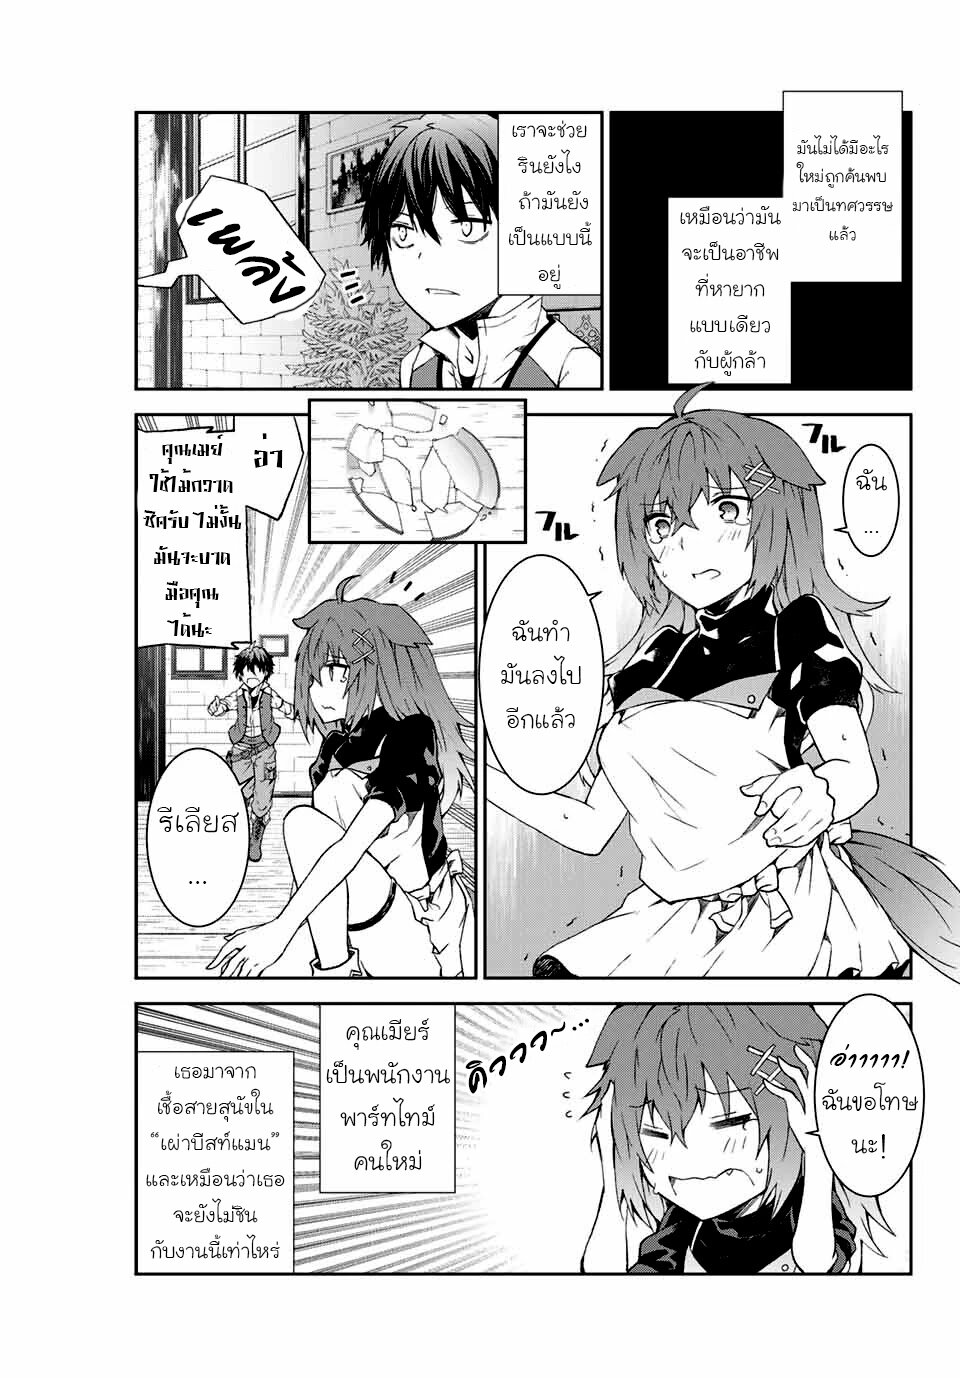 มันไม่ได้มีอะไร
ใหม่ถูกค้นพบ
มาเป็นทศวรรษ
แล้ว
เหมือนว่ามัน
จะเป็นอาชีพ
ที่หายาก
แบบเดียว
กับผู้กล้า
เราจะช่วย
รินยังไง
ถ้ามันยัง
เป็นแบบนี้
อยู่
เพล้ง
フル
ฉัน
...
フル
ฉันทำ
มันลงไป
อีกแล้ว
อ่า
คุณเมย์
ใช้ไม้กวาด
ซิครับ ไม่งั้น
มันจะบาด
มือคุณ
ได้นะ
รีเลียส
...
อ่าาาาา!
ฉันขอโทษ
นะ!
คิวววว~...
คุณเมียร์
เป็นพนักงาน
พาร์ทไทม์
คนใหม่
เธอมาจาก
เชื้อสายสุนัขใน
“เผ่าบีสท์แมน”
และเหมือนว่าเธอ
จะยังไม่ชิน
กับงานนี้เท่าไหร่